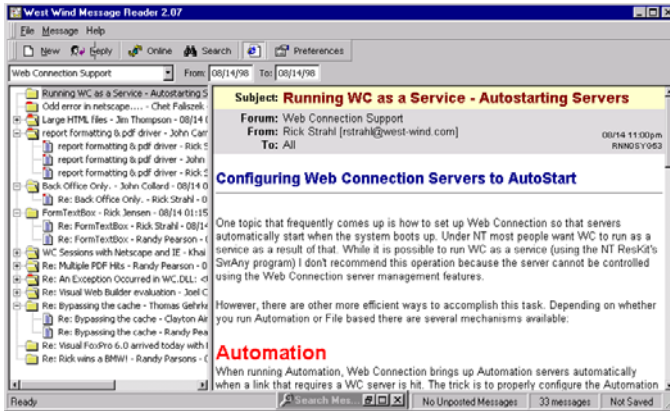 West Wind Message Reader 2.07
File Message Help
New Reply Online Search Preferences
Web Connection Support From: 08/14/98 To: 08/14/98
Running WC as a Service - Autostarting S
Odd error in netscape.... - Chet Faliszek -
Large HTML files - Jim Thompson - 08/14 0
report formatting & pdf driver - John Cam
report formatting & pdf driver - Rick S
report formatting & pdf driver - John
report formatting & pdf driver - Rick S
Back Office Only. - John Collard - 08/14 0
Re: Back Office Only. - Rick Strahl - 0
FormTextBox - Rick Jensen - 08/14 01:15
Re: FormTextBox - Rick Strahl - 08/14
Re: FormTextBox - Randy Pearson - (
WC Sessions with Netscape and IE - Khai
Re: Multiple PDF Hits - Randy Pearson - 0
Re: An Exception Occurred in WC.DLL:
Re: Visual Web Builder evaluation - Joel C
Re: Bypassing the cache - Thomas Gehrke
Re: Bypassing the cache - Clayton Air
Re: Bypassing the cache - Randy Pea
Re: Visual FoxPro 6.0 arrived today with I
Re: Rick wins a BMW! - Randy Parsons - (
Subject: Running WC as a Service - Autostarting Servers
Forum: Web Connection Support
From: Rick Strahl [rstrahl@west-wind.com]
08/14 11:00pm
To: All
RNN0SY053
Configuring Web Connection Servers to AutoStart
One topic that frequently comes up is how to set up Web Connection so that servers
automatically start when the system boots up. Under NT most people want WC to run as a
service as a result of that. While it is possible to run WC as a service (using the NT ResKit's
SvrAny program) I don't recommend this operation because the server cannot be controlled
using the Web Connection server management features.
However, there are other more efficient ways to accomplish this task. Depending on whether
you run Automation or File based there are several mechanisms available:
Automation
When running Automation, Web Connection brings up Automation servers automatically
when a link that requires a WC server is hit. The trick is to properly configure the Automation
Ready Search Mes... No Unposted Messages 33 messages Not Saved